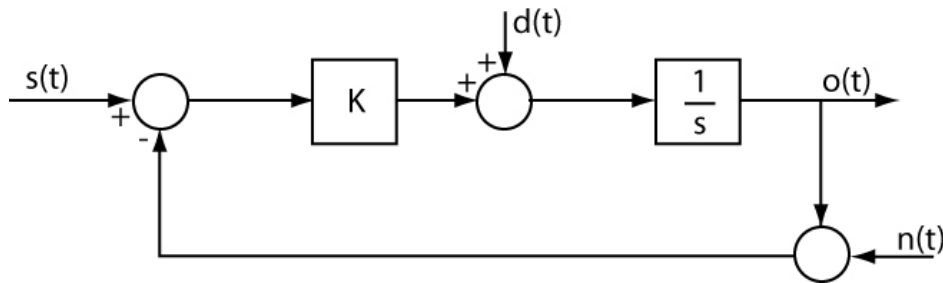 d(t)
s(t)
+
-
K
+
+
1
s
o(t)
n(t)